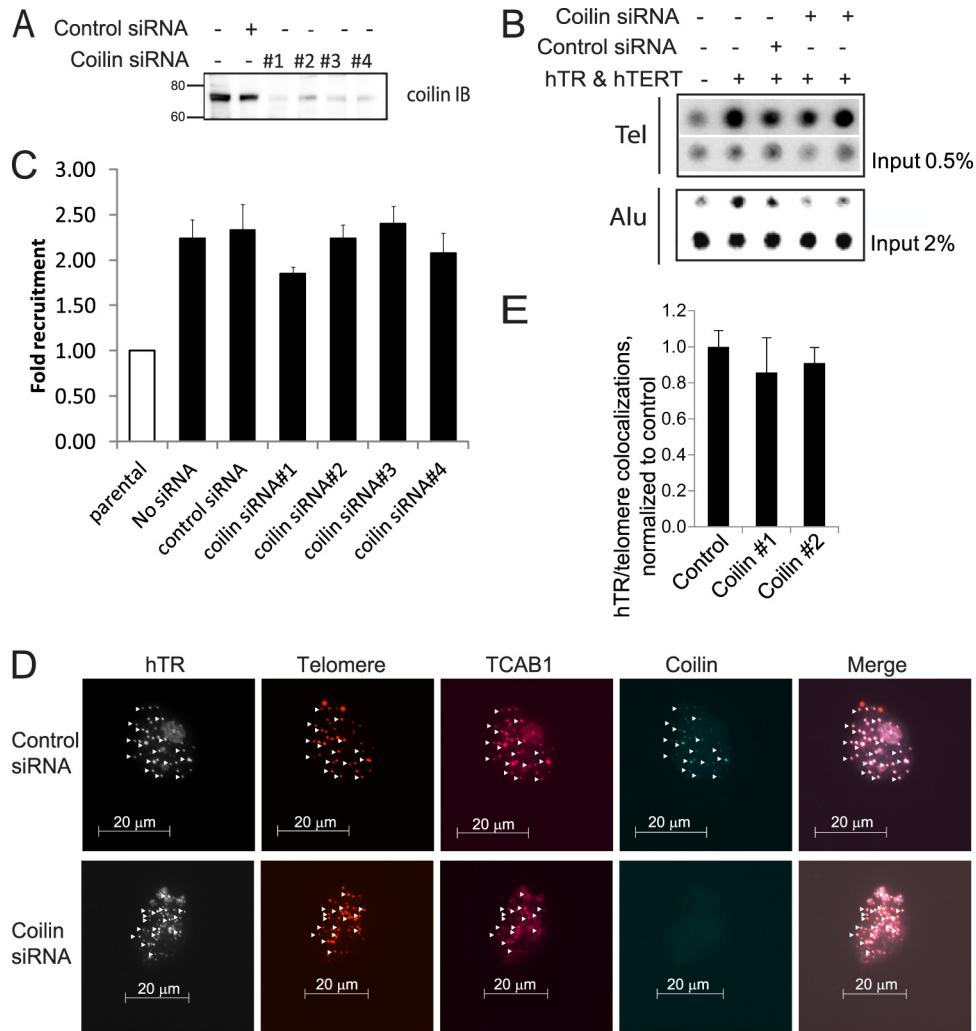 A
Control siRNA - + - - - -
Coilin siRNA - - #1 #2 #3 #4
80
60
coilin IB
B
Coilin siRNA - - - + +
Control siRNA - - + - -
hTR & hTERT - + + + +
Tel
Input 0.5%
Alu
Input 2%
C
Fold recruitment
3.00
2.50
2.00
1.50
1.00
0.50
0.00
parental
No siRNA
control siRNA
coilin siRNA#1
coilin siRNA#2
coilin siRNA#3
coilin siRNA#4
E
hTR/telomere colocalizations,
normalized to control
1.2
1.0
0.8
0.6
0.4
0.2
0.0
Control
Coilin #1
Coilin #2
D
hTR Telomere TCAB1 Coilin Merge
Control
siRNA
20 μm 20 μm 20 μm 20 μm 20 μm
Coilin
siRNA
20 μm 20 μm 20 μm 20 μm 20 μm